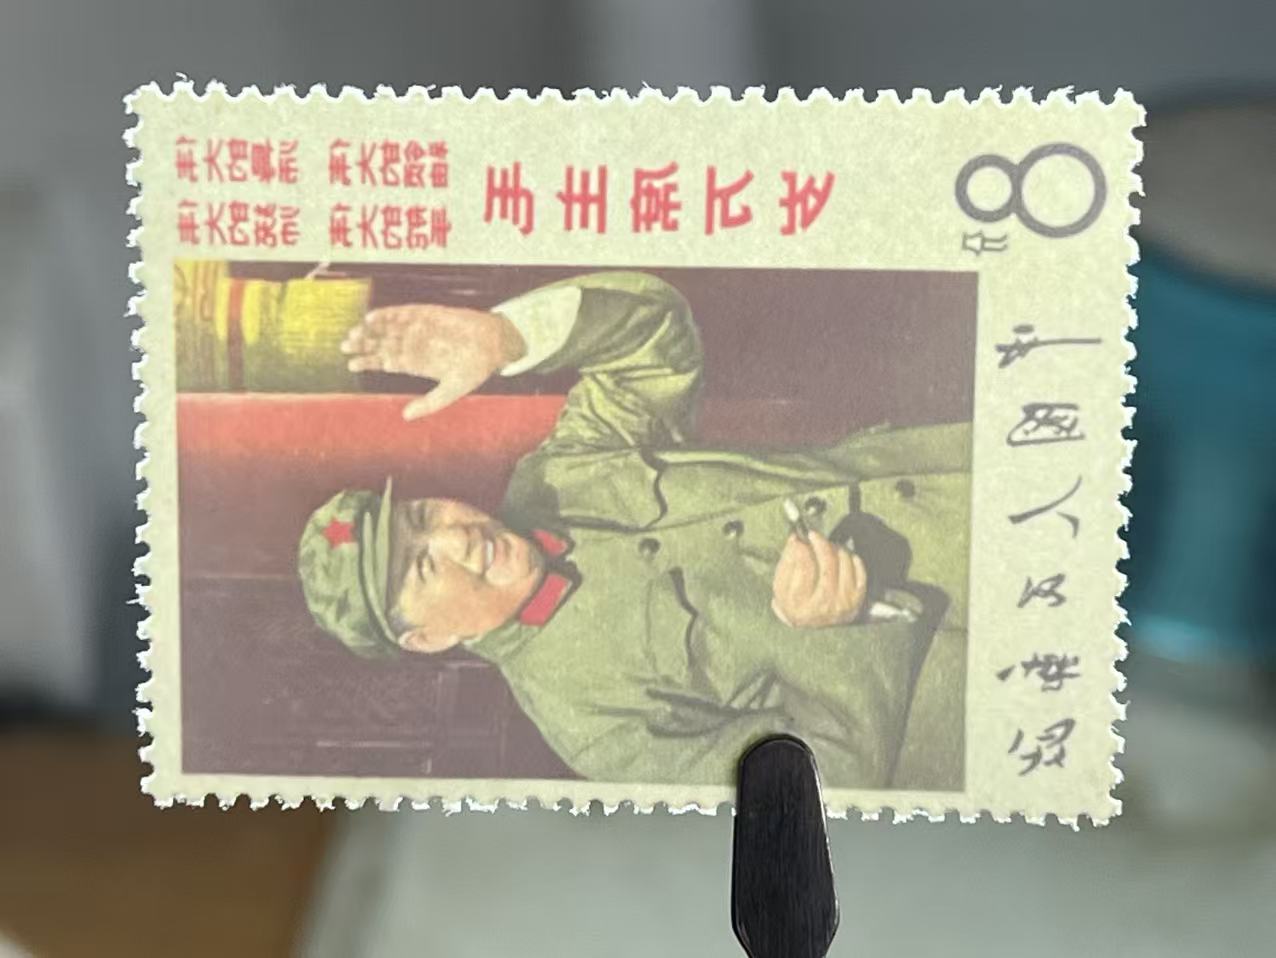 伟大的导师
伟大的领袖
伟大的统帅
伟大的舵手
毛主席万岁
8分
中国人民邮政